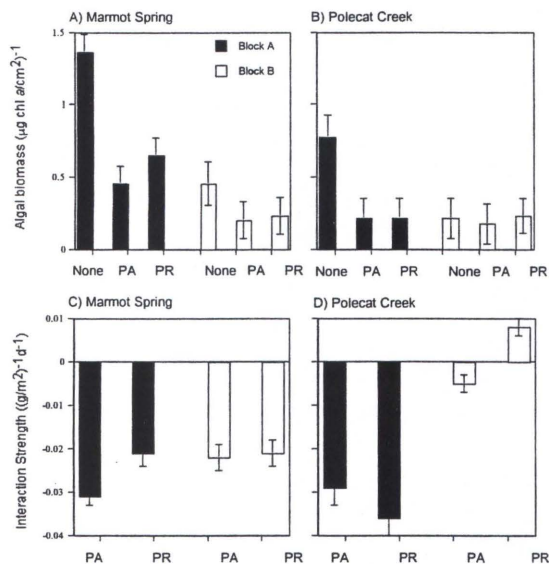 A) Marmot Spring
B) Polecat Creek
Algal biomass (µg chl a/cm²)-1
1.5
1
0.5
0
Block A
Block B
None PA PR None PA PR
None PA PR None PA PR
C) Marmot Spring
D) Polecat Creek
Interaction Strength ((g/m²)-1d-1)
0.01
0
-0.01
-0.02
-0.03
-0.04
PA PR PA PR
PA PR PA PR